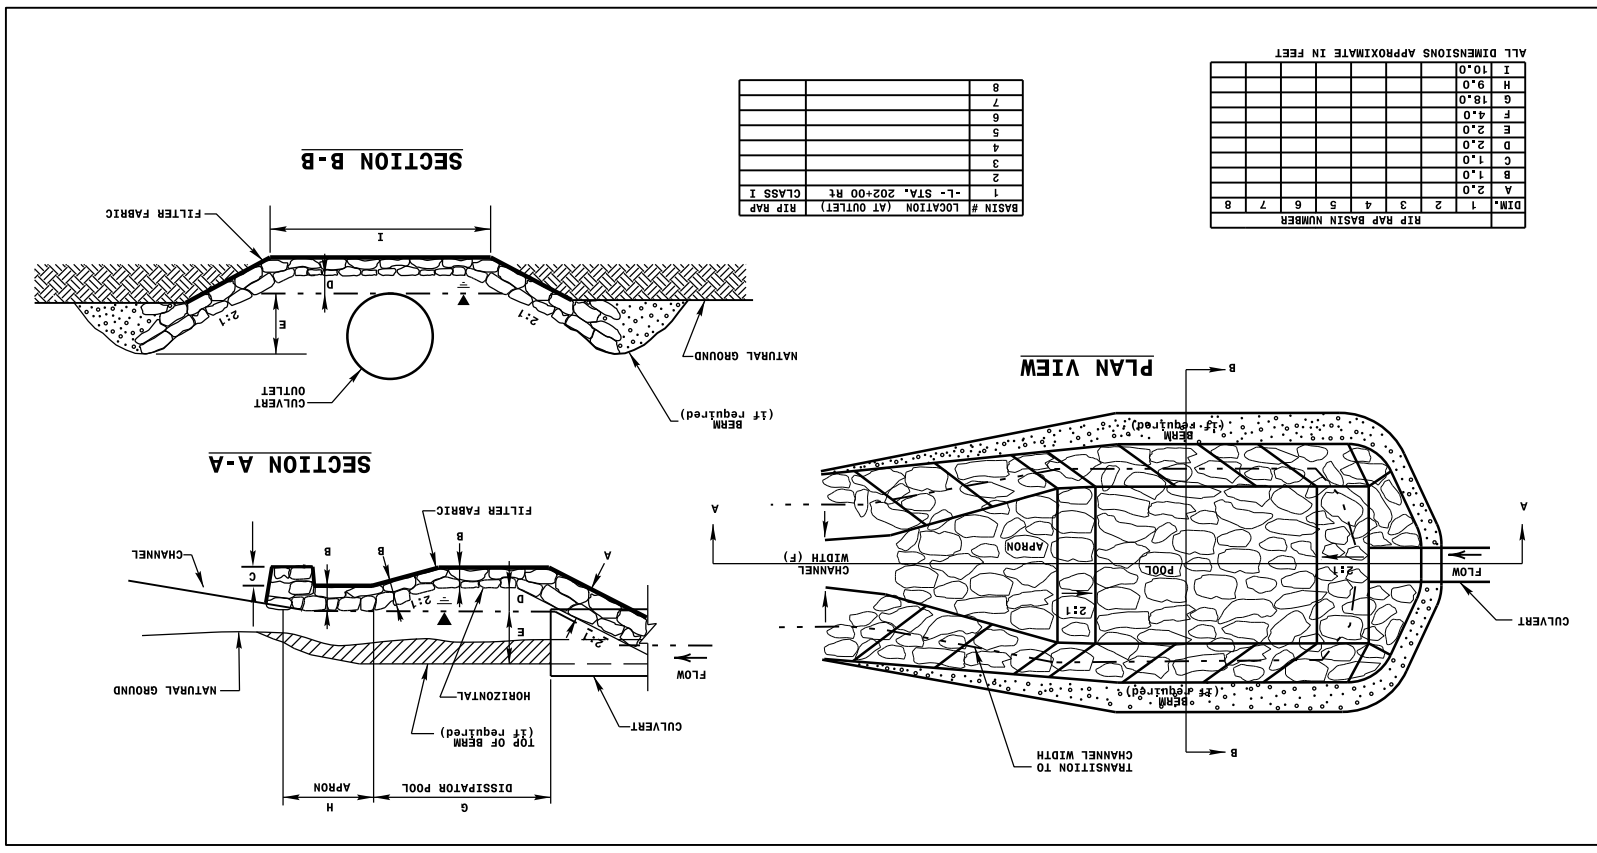 CULVERT
FLOW
TRANSITION TO
CHANNEL WIDTH
B
B
BERM
(if required)
2:1
2:1
POOL
APRON
CHANNEL
WIDTH (F)
A
A
BERM
(if required)
PLAN VIEW
G
DISSIPATOR POOL
H
APRON
CULVERT
FLOW
TOP OF BERM
(if required)
HORIZONTAL
NATURAL GROUND
2:1
E
D
2:1
A
B
B
B
C
CHANNEL
FILTER FABRIC
SECTION A-A
BERM
(if required)
CULVERT
OUTLET
NATURAL GROUND
2:1
2:1
E
D
I
FILTER FABRIC
SECTION B-B
RIP RAP BASIN NUMBER
DIM. 1 2 3 4 5 6 7 8
A 2.0
B 1.0
C 1.0
D 2.0
E 2.0
F 4.0
G 18.0
H 9.0
I 10.0
ALL DIMENSIONS APPROXIMATE IN FEET
BASIN # LOCATION (AT OUTLET) RIP RAP
1 -L- STA. 202+00 Rt CLASS I
2
3
4
5
6
7
8